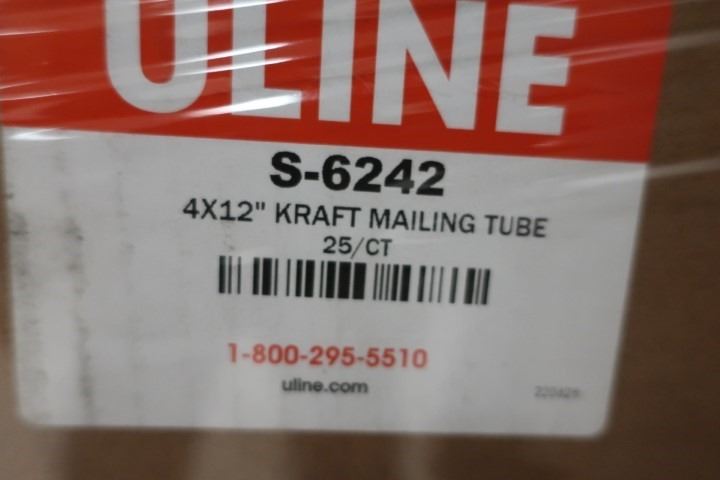 ULINE
S-6242
4X12" KRAFT MAILING TUBE
25/CT
1-800-295-5510
uline.com